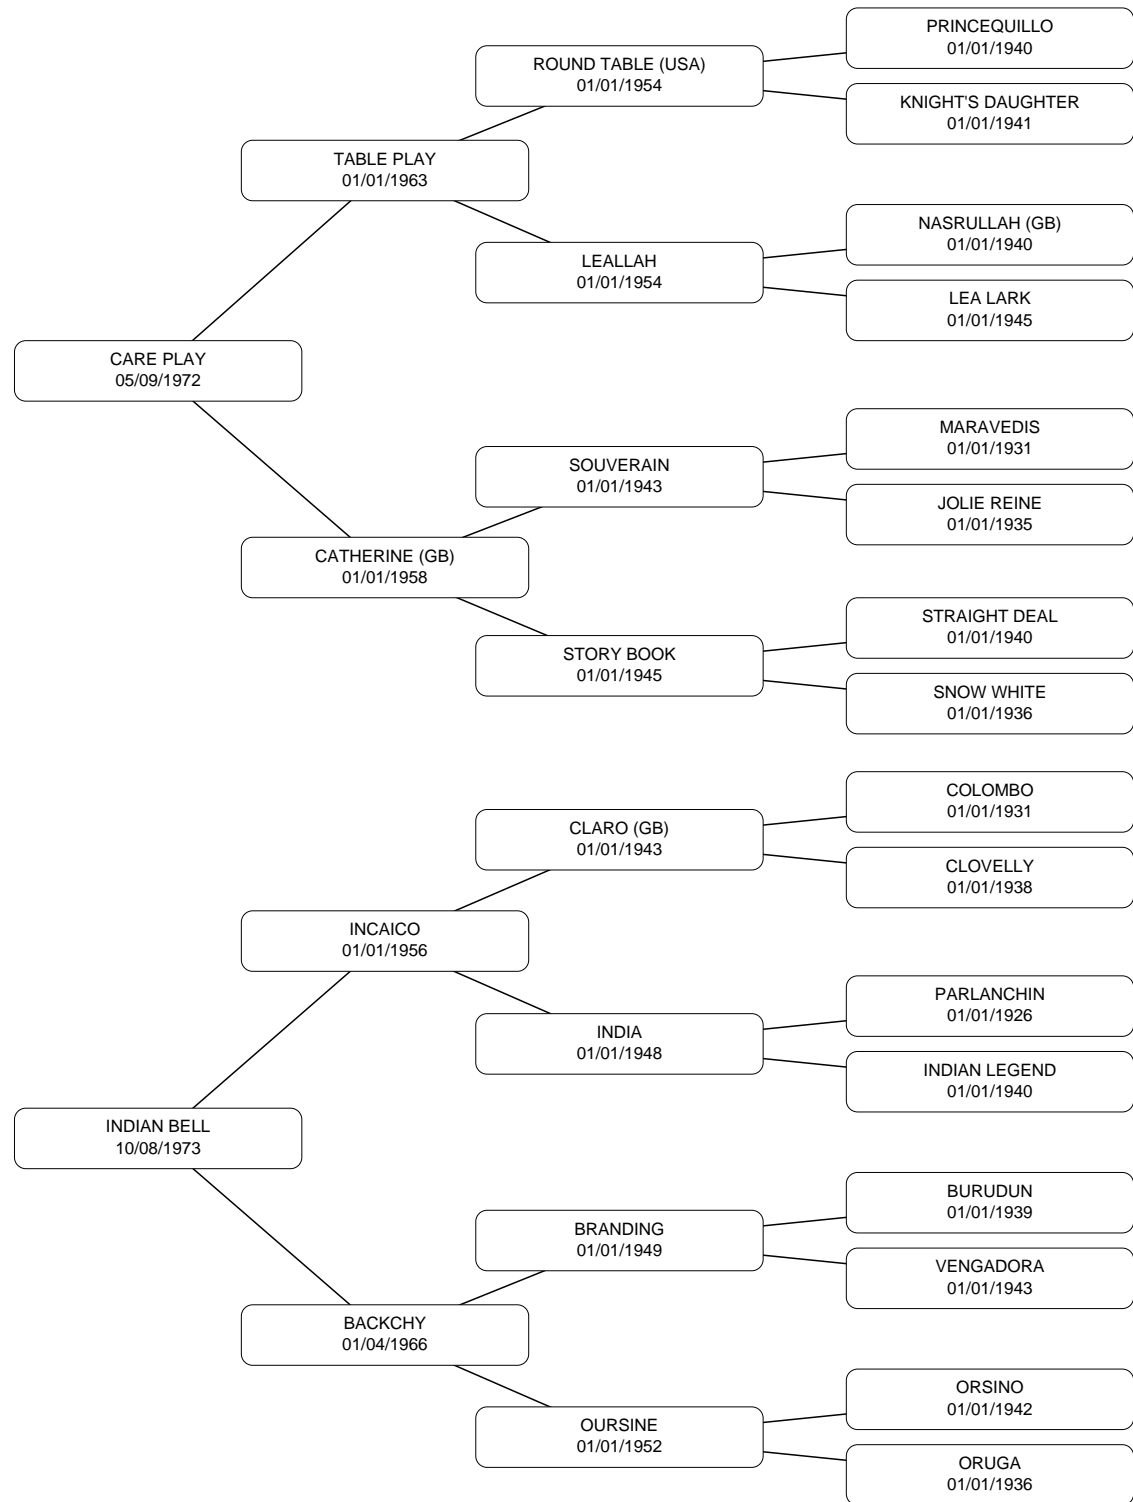 PRINCEQUILLO
01/01/1940
ROUND TABLE (USA)
01/01/1954
KNIGHT'S DAUGHTER
01/01/1941
TABLE PLAY
01/01/1963
NASRULLAH (GB)
01/01/1940
LEALLAH
01/01/1954
LEA LARK
01/01/1945
CARE PLAY
05/09/1972
MARAVEDIS
01/01/1931
SOUVERAIN
01/01/1943
JOLIE REINE
01/01/1935
CATHERINE (GB)
01/01/1958
STRAIGHT DEAL
01/01/1940
STORY BOOK
01/01/1945
SNOW WHITE
01/01/1936
COLOMBO
01/01/1931
CLARO (GB)
01/01/1943
CLOVELLY
01/01/1938
INCAICO
01/01/1956
PARLANCHIN
01/01/1926
INDIA
01/01/1948
INDIAN LEGEND
01/01/1940
INDIAN BELL
10/08/1973
BURUDUN
01/01/1939
BRANDING
01/01/1949
VENGADORA
01/01/1943
BACKCHY
01/04/1966
ORSINO
01/01/1942
OURSINE
01/01/1952
ORUGA
01/01/1936